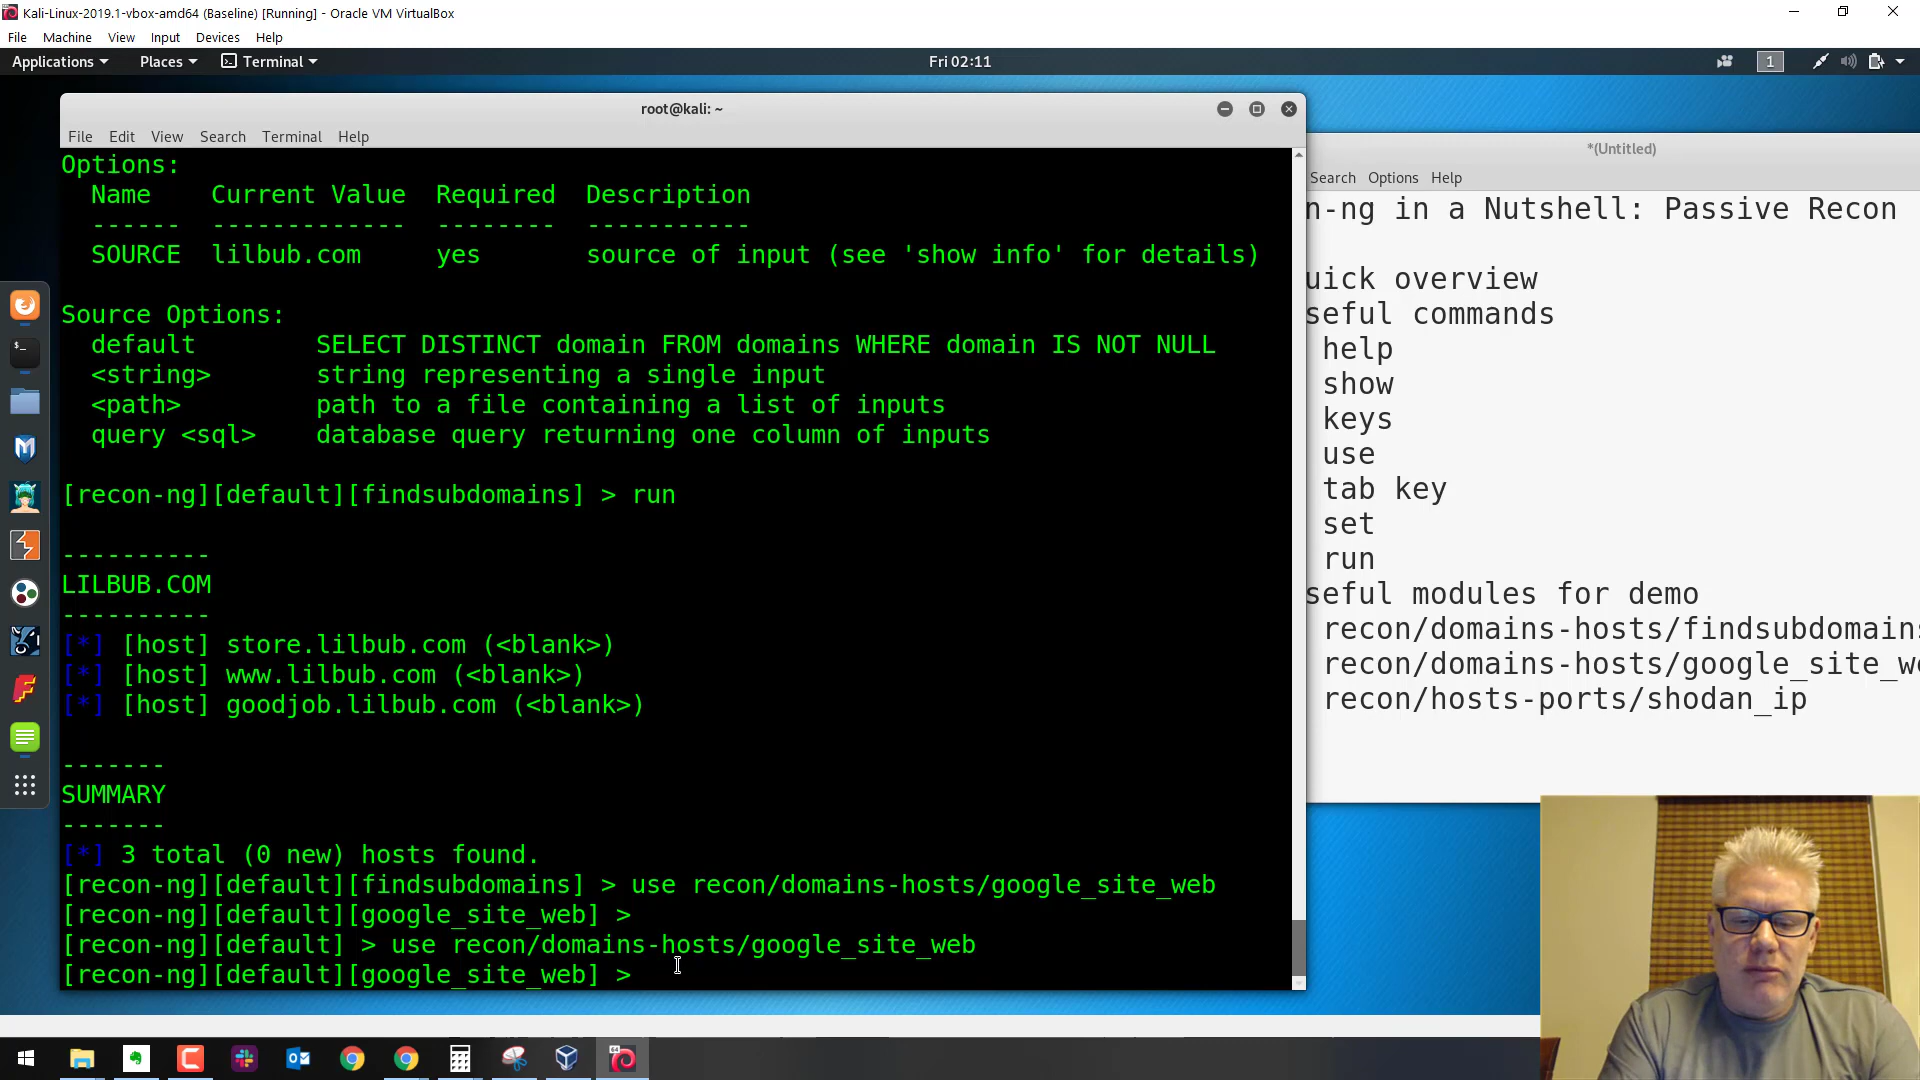 Kali-Linux-2019.1-vbox-amd64 (Baseline) [Running] - Oracle VM VirtualBox
File Machine View Input Devices Help
Applications Places Terminal Fri 02:11 1
root@kali: ~
File Edit View Search Terminal Help
Options:
Name Current Value Required Description
------ ------------- -------- -----------
SOURCE lilbub.com yes source of input (see 'show info' for details)
Source Options:
default SELECT DISTINCT domain FROM domains WHERE domain IS NOT NULL
<string> string representing a single input
<path> path to a file containing a list of inputs
query <sql> database query returning one column of inputs
[recon-ng][default][findsubdomains] > run
----------
LILBUB.COM
----------
[*] [host] store.lilbub.com (<blank>)
[*] [host] www.lilbub.com (<blank>)
[*] [host] goodjob.lilbub.com (<blank>)
-------
SUMMARY
-------
[*] 3 total (0 new) hosts found.
[recon-ng][default][findsubdomains] > use recon/domains-hosts/google_site_web
[recon-ng][default][google_site_web] >
[recon-ng][default] > use recon/domains-hosts/google_site_web
[recon-ng][default][google_site_web] >
*(Untitled)
Search Options Help
n-ng in a Nutshell: Passive Recon
uick overview
seful commands
help
show
keys
use
tab key
set
run
seful modules for demo
recon/domains-hosts/findsubdomains
recon/domains-hosts/google_site_w
recon/hosts-ports/shodan_ip